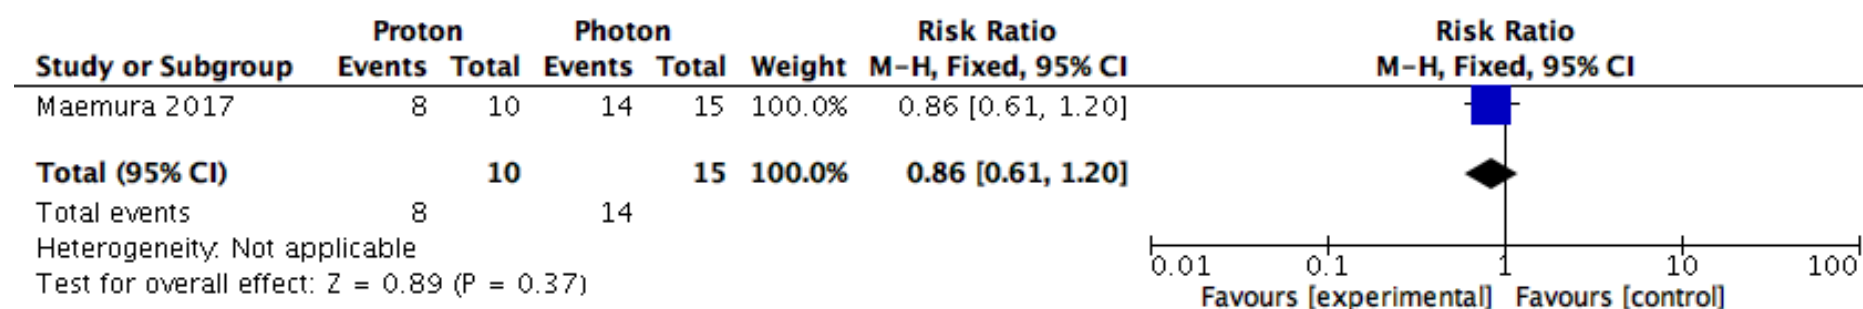 Proton Photon Risk Ratio Risk Ratio
Study or Subgroup Events Total Events Total Weight M-H, Fixed, 95% CI M-H, Fixed, 95% CI
Maemura 2017 8 10 14 15 100.0% 0.86 [0.61, 1.20]
Total (95% CI) 10 15 100.0% 0.86 [0.61, 1.20]
Total events 8 14
Heterogeneity: Not applicable
Test for overall effect: Z = 0.89 (P = 0.37)
0.01 0.1 1 10 100
Favours [experimental] Favours [control]